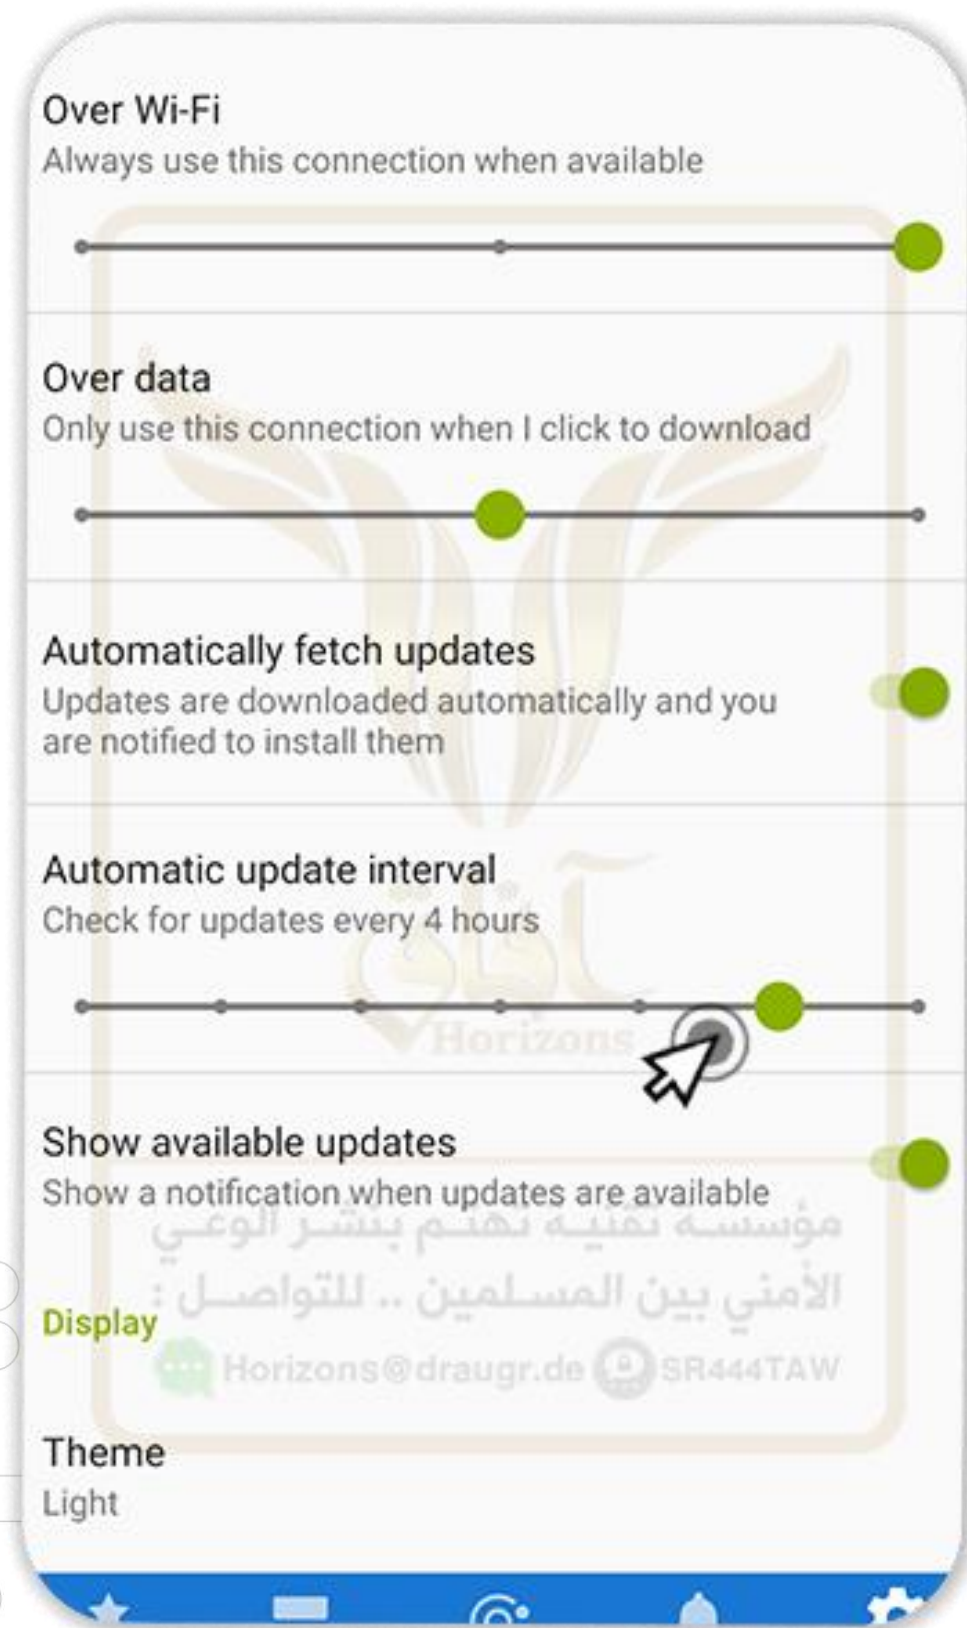 Over Wi-Fi
Always use this connection when available
Over data
Only use this connection when I click to download
Automatically fetch updates
Updates are downloaded automatically and you
are notified to install them
Automatic update interval
Check for updates every 4 hours
آفاق
Horizons
Show available updates
Show a notification when updates are available
مؤسسة تقنية تهتم بنشر الوعي
الأمني بين المسلمين .. للتواصل :
Display
Horizons@draugr.de SR444TAW
Theme
Light